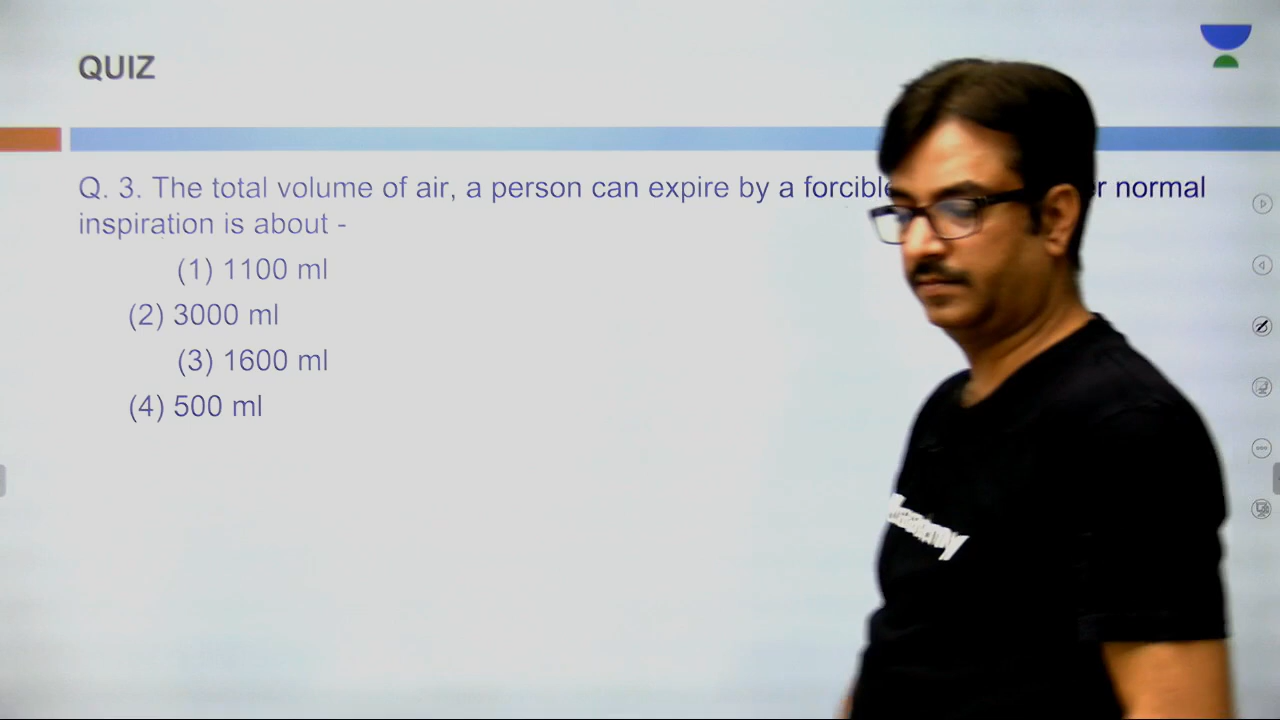 QUIZ
Q. 3. The total volume of air, a person can expire by a forcible normal
inspiration is about -
(1) 1100 ml
(2) 3000 ml
(3) 1600 ml
(4) 500 ml